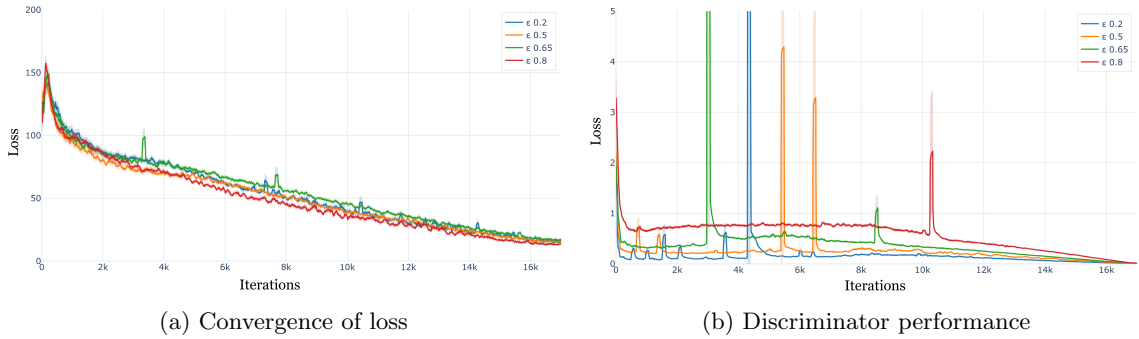 200
150
100
50
0
Loss
0
2k
4k
6k
8k
10k
12k
14k
16k
Iterations
ε 0.2
ε 0.5
ε 0.65
ε 0.8
(a) Convergence of loss
5
4
3
2
1
0
Loss
0
2k
4k
6k
8k
10k
12k
14k
16k
Iterations
ε 0.2
ε 0.5
ε 0.65
ε 0.8
(b) Discriminator performance